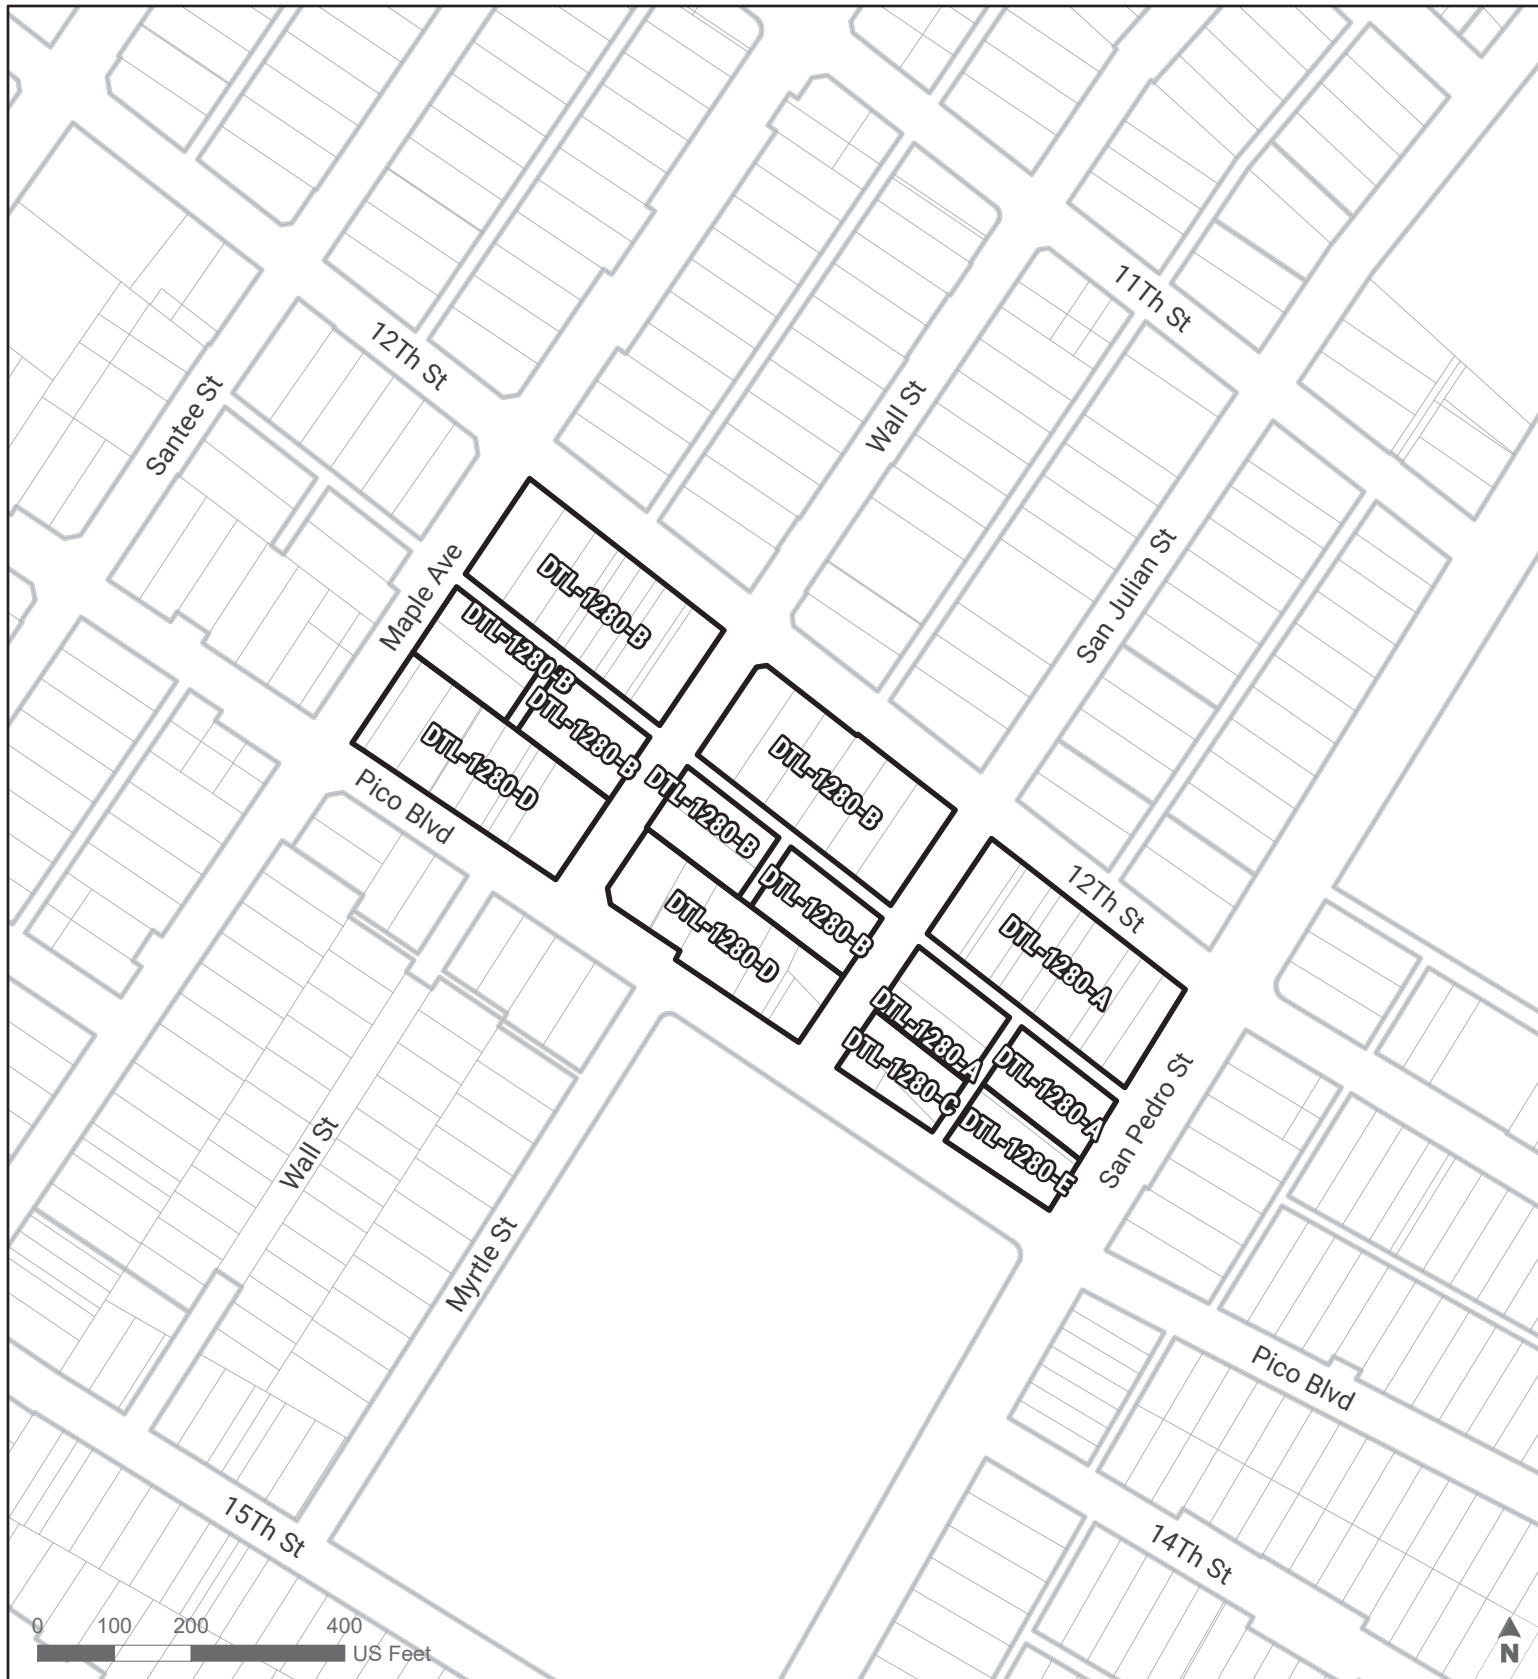 11Th St
12Th St
Santee St
Wall St
San Julian St
Maple Ave
DTL-1280-B
DTL-1280-B
DTL-1280-B
DTL-1280-D
Pico Blvd
DTL-1280-B
DTL-1280-B
DTL-1280-B
DTL-1280-D
12Th St
DTL-1280-A
DTL-1280-A
DTL-1280-C
DTL-1280-A
DTL-1280-E
San Pedro St
Wall St
Myrtle St
Pico Blvd
15Th St
14Th St
0 100 200 400
US Feet
N